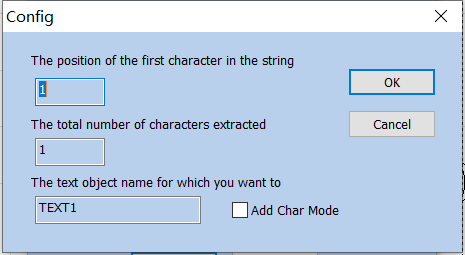 Config
The position of the first character in the string
1
OK
The total number of characters extracted
Cancel
1
The text object name for which you want to
TEXT1
Add Char Mode